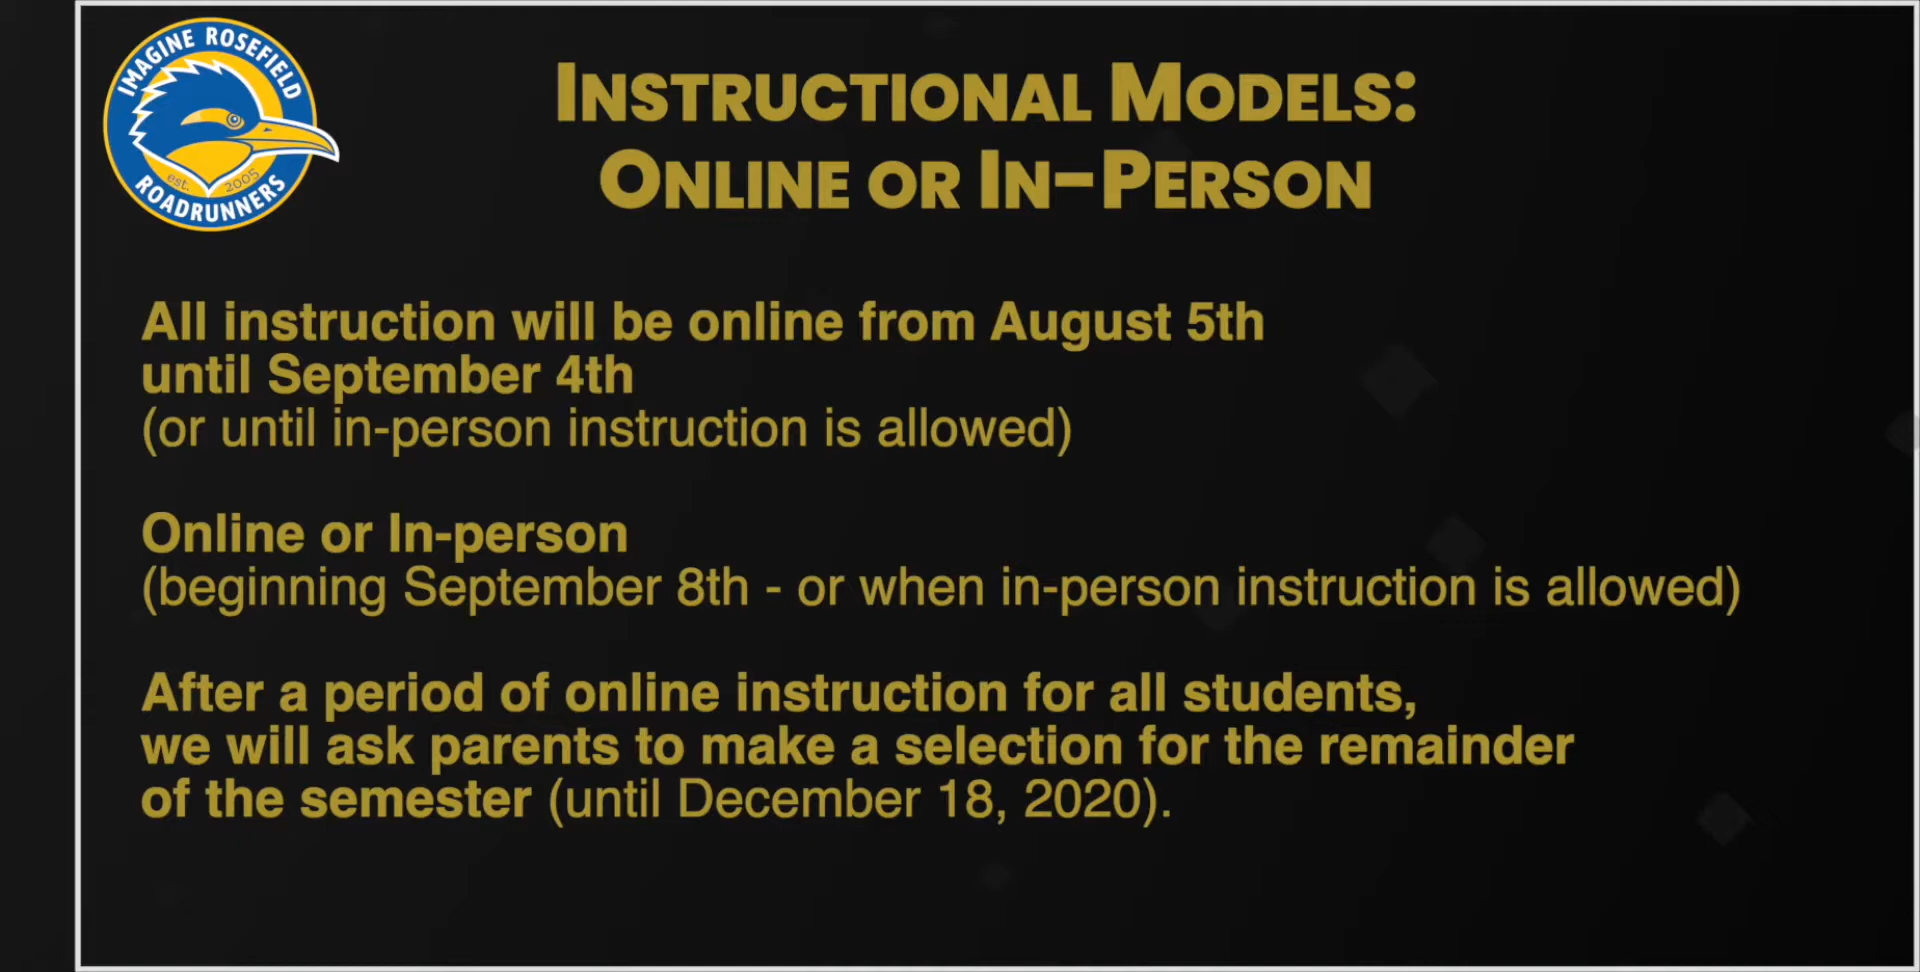 IMAGINE ROSEFIELD
est. 2005
ROADRUNNERS
INSTRUCTIONAL MODELS:
ONLINE OR IN-PERSON
All instruction will be online from August 5th
until September 4th
(or until in-person instruction is allowed)
Online or In-person
(beginning September 8th - or when in-person instruction is allowed)
After a period of online instruction for all students,
we will ask parents to make a selection for the remainder
of the semester (until December 18, 2020).